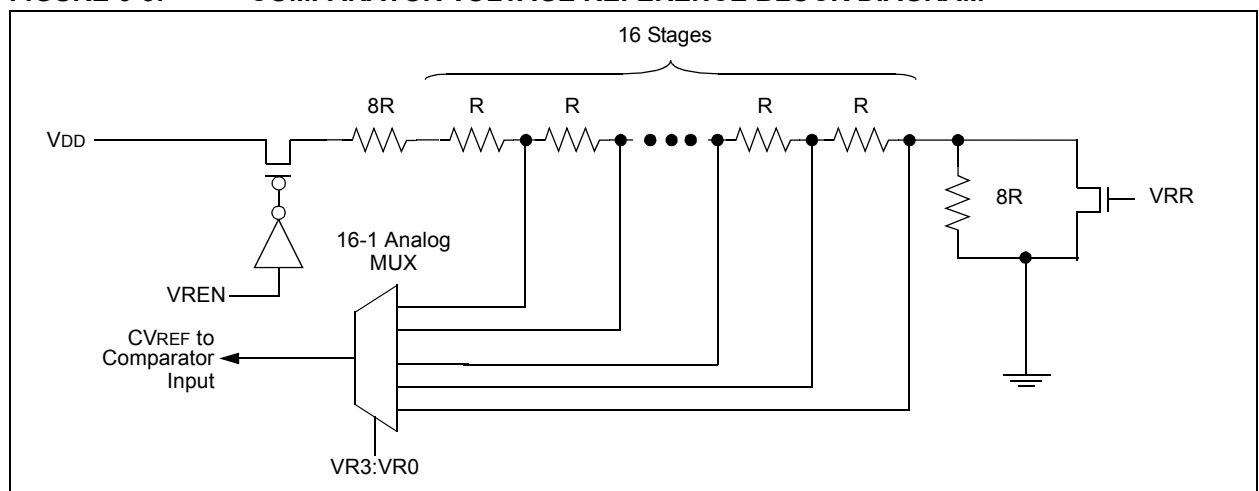 16 Stages
8R R R R R
VDD
8R
VRR
16-1 Analog
MUX
VREN
CVREF to
Comparator
Input
VR3:VR0